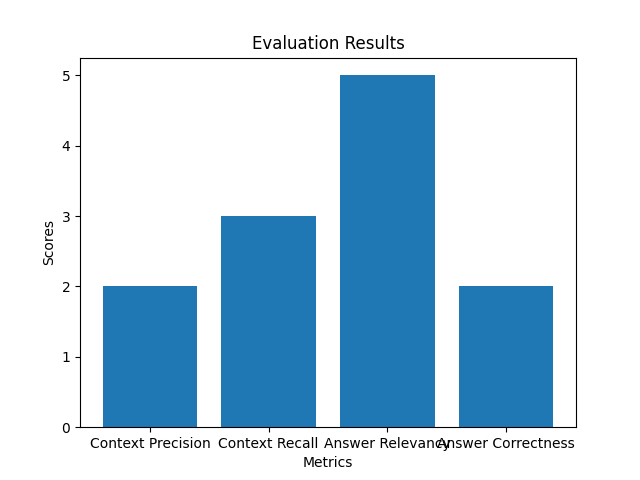 Evaluation Results
Scores
5
4
3
2
1
0
Context Precision Context Recall Answer Relevancy Answer Correctness
Metrics